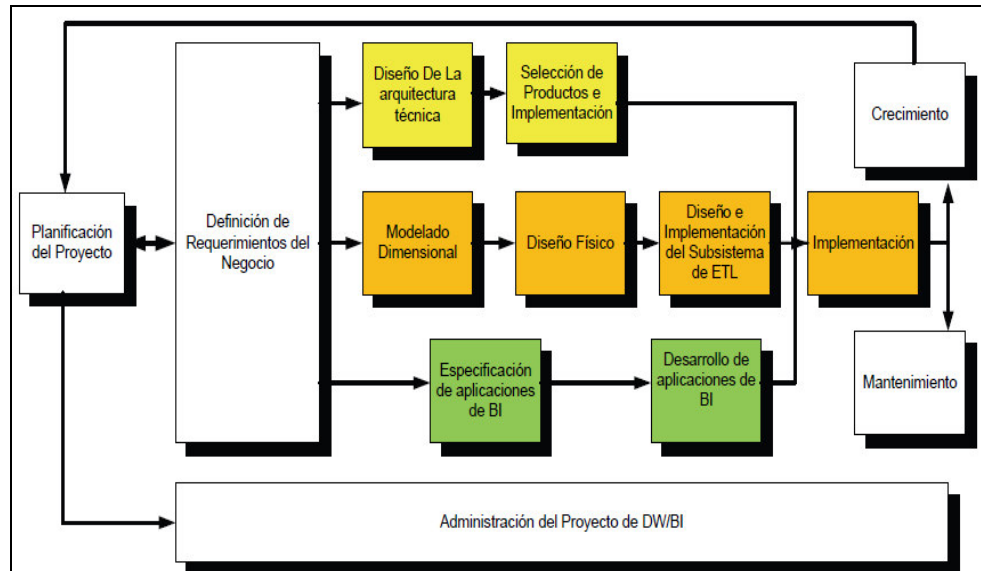 Diseño De La
arquitectura
técnica
Selección de
Productos e
Implementación
Crecimiento
Planificación
del Proyecto
Definición de
Requerimientos del
Negocio
Modelado
Dimensional
Diseño Físico
Diseño e
Implementación
del Subsistema
de ETL
Implementación
Especificación
de aplicaciones
de BI
Desarrollo de
aplicaciones de
BI
Mantenimiento
Administración del Proyecto de DW/BI